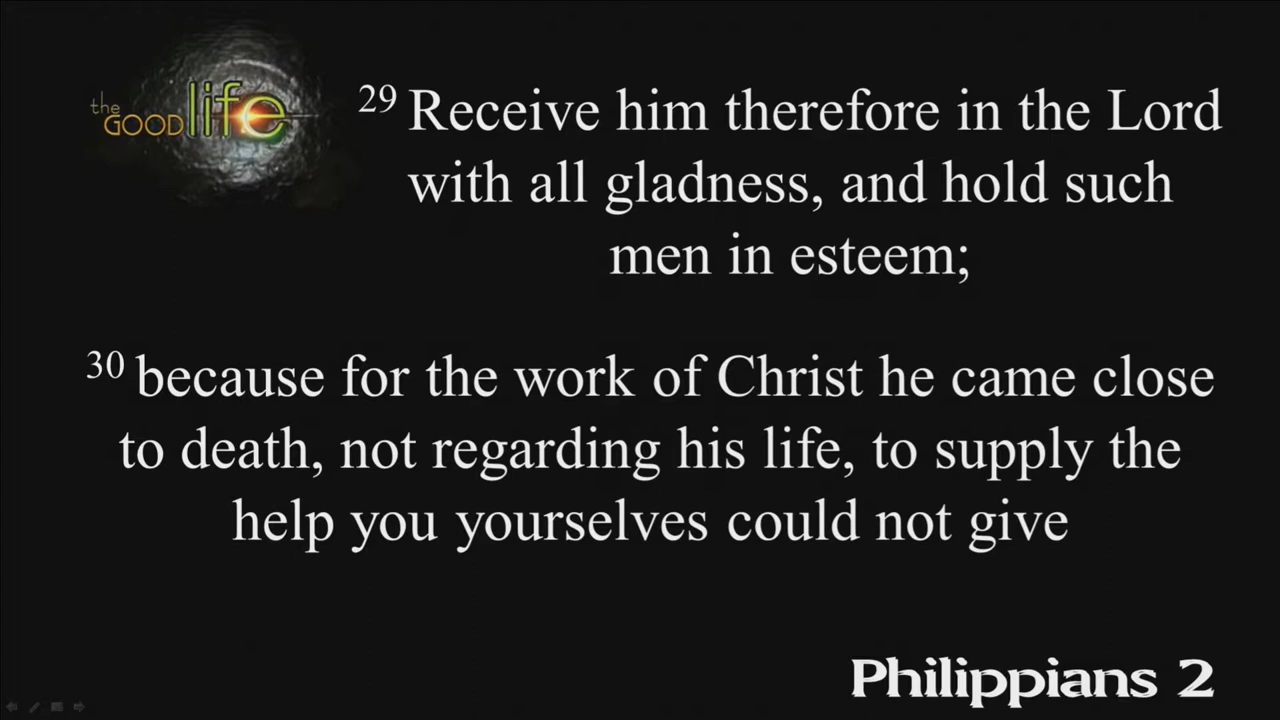 the
GOOD life
29 Receive him therefore in the Lord
with all gladness, and hold such
men in esteem;
30 because for the work of Christ he came close
to death, not regarding his life, to supply the
help you yourselves could not give
Philippians 2